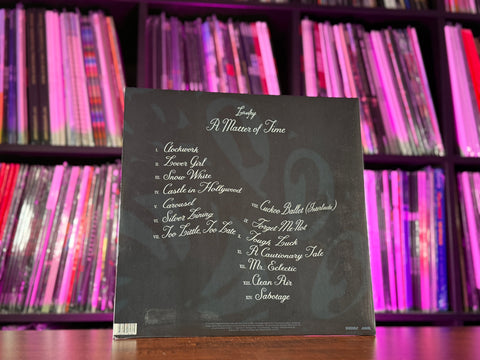 Laufey
A Matter of Time
I. Clockwork
II. Lover Girl
III. Snow White
IV. Castle in Hollywood
V. Carousel
VI. Silver Lining
VII. Too Little, Too Late
VIII. Cuckoo Ballet (Interlude)
IX. Forget Me Not
X. Tough Luck
XI. A Cautionary Tale
XII. Mr. Eclectic
XIII. Clean Air
XIV. Sabotage